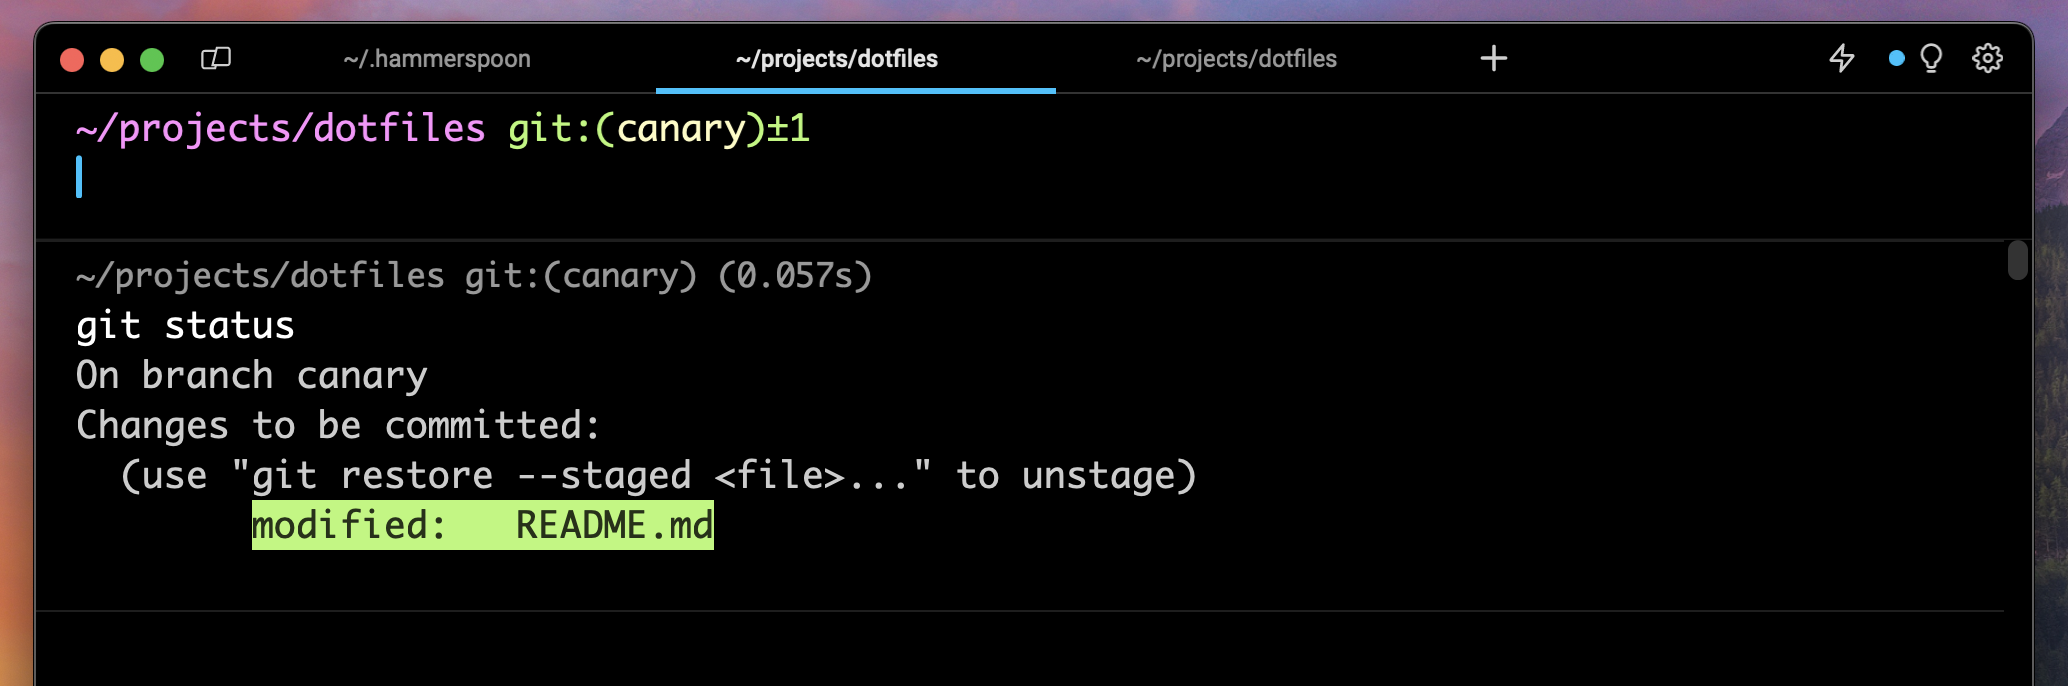 ~/.hammerspoon ~/projects/dotfiles ~/projects/dotfiles
~/projects/dotfiles git:(canary)±1
~/projects/dotfiles git:(canary) (0.057s)
git status
On branch canary
Changes to be committed:
  (use "git restore --staged <file>..." to unstage)
        modified:   README.md